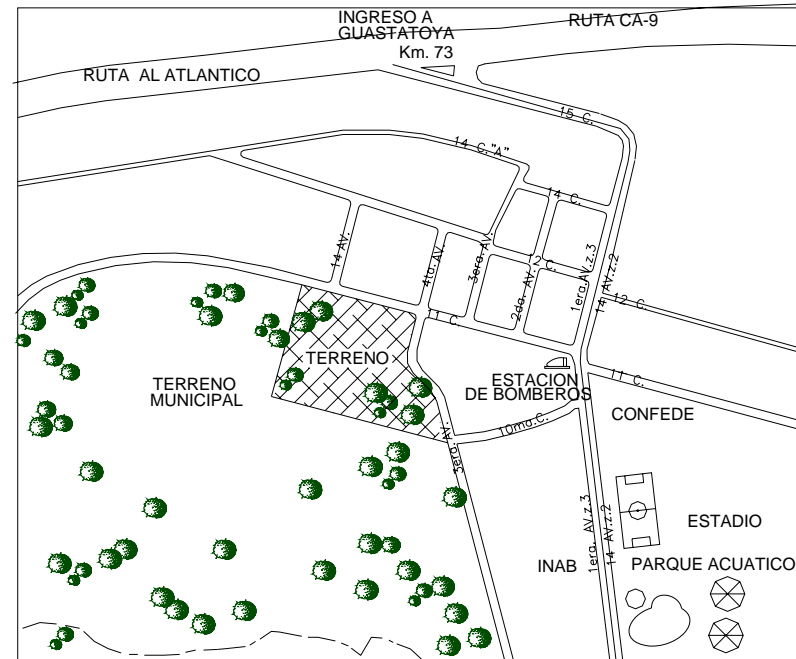 INGRESO A
GUASTATOYA
Km. 73
RUTA CA-9
RUTA AL ATLANTICO
15 C.
14 C."A"
14 C.
14 AV.
4ta. AV.
3era. AV.
12 C.
2da. AV.
1era. AV.z.3
14 AV.z.2
12 C.
11 C.
TERRENO
TERRENO
MUNICIPAL
ESTACION
DE BOMBEROS
11 C.
CONFEDE
10ma.C.
3era. AV.
1era. AV.z.3
14 AV.z.2
ESTADIO
INAB
PARQUE ACUATICO